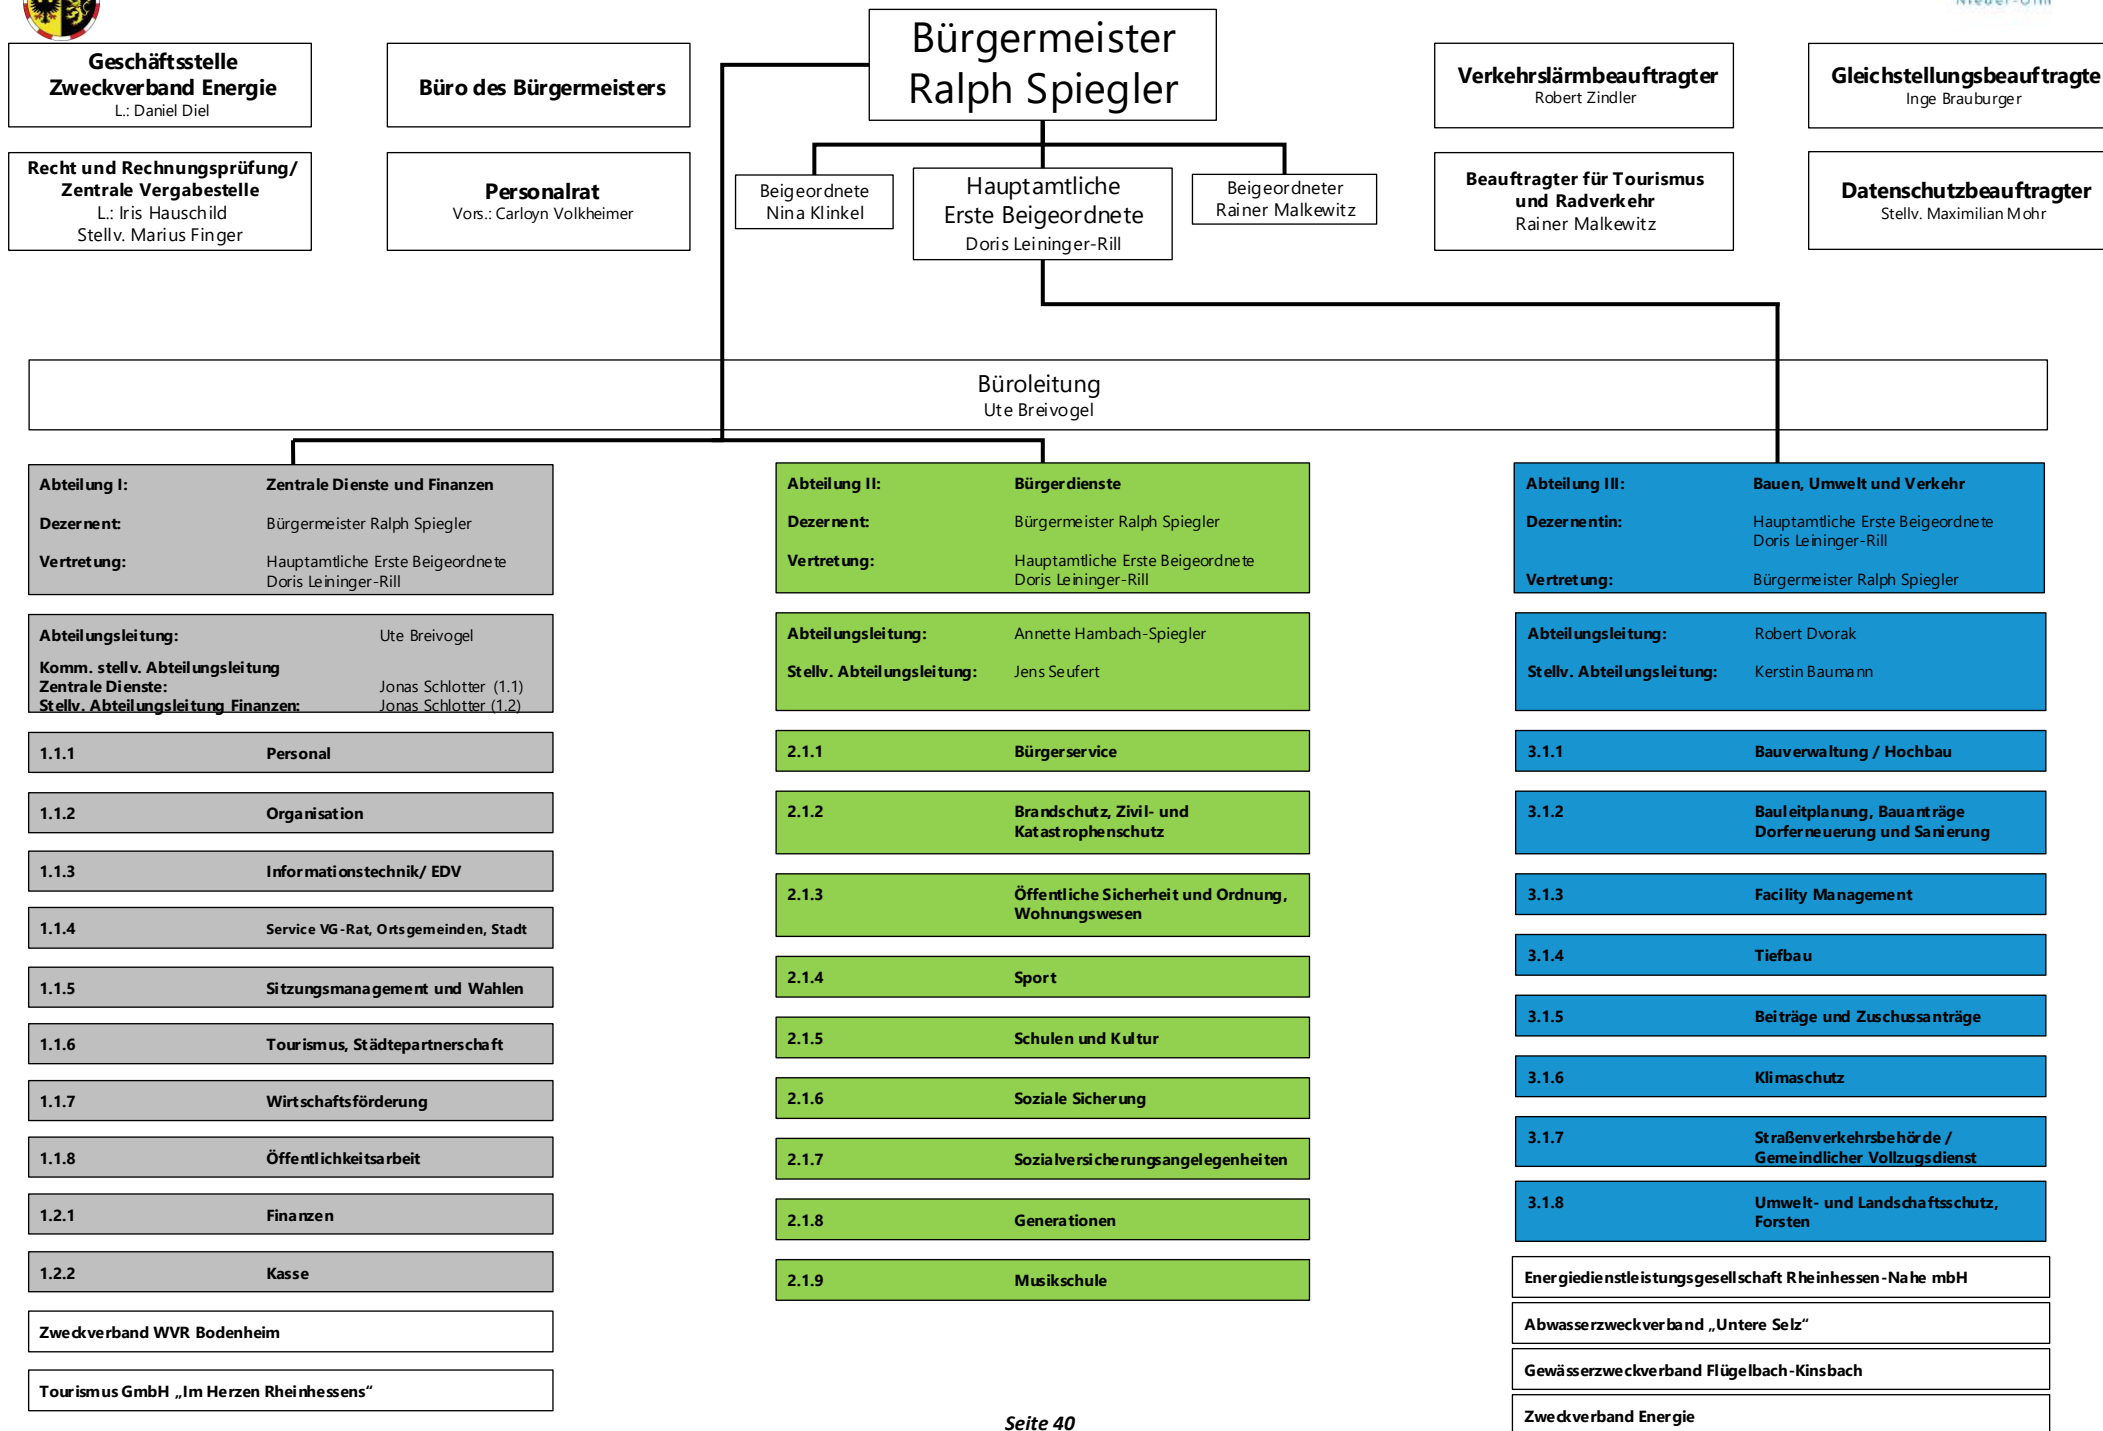 Nieder-Olm
Bürgermeister
Ralph Spiegler
Geschäftsstelle
Zweckverband Energie
L.: Daniel Diel
Büro des Bürgermeisters
Verkehrslärmbeauftragter
Robert Zindler
Gleichstellungsbeauftragte
Inge Brauburger
Recht und Rechnungsprüfung/
Zentrale Vergabestelle
L.: Iris Hauschild
Stellv. Marius Finger
Personalrat
Vors.: Carloyn Volkheimer
Beigeordnete
Nina Klinkel
Hauptamtliche
Erste Beigeordnete
Doris Leininger-Rill
Beigeordneter
Rainer Malkewitz
Beauftragter für Tourismus
und Radverkehr
Rainer Malkewitz
Datenschutzbeauftragter
Stellv. Maximilian Mohr
Büroleitung
Ute Breivogel
Abteilung I: Zentrale Dienste und Finanzen
Dezernent: Bürgermeister Ralph Spiegler
Vertretung: Hauptamtliche Erste Beigeordnete
Doris Leininger-Rill
Abteilungsleitung: Ute Breivogel
Komm. stellv. Abteilungsleitung
Zentrale Dienste: Jonas Schlotter (1.1)
Stellv. Abteilungsleitung Finanzen: Jonas Schlotter (1.2)
1.1.1 Personal
1.1.2 Organisation
1.1.3 Informationstechnik/ EDV
1.1.4 Service VG-Rat, Ortsgemeinden, Stadt
1.1.5 Sitzungsmanagement und Wahlen
1.1.6 Tourismus, Städtepartnerschaft
1.1.7 Wirtschaftsförderung
1.1.8 Öffentlichkeitsarbeit
1.2.1 Finanzen
1.2.2 Kasse
Zweckverband WVR Bodenheim
Tourismus GmbH „Im Herzen Rheinhessens“
Abteilung II: Bürgerdienste
Dezernent: Bürgermeister Ralph Spiegler
Vertretung: Hauptamtliche Erste Beigeordnete
Doris Leininger-Rill
Abteilungsleitung: Annette Hambach-Spiegler
Stellv. Abteilungsleitung: Jens Seufert
2.1.1 Bürgerservice
2.1.2 Brandschutz, Zivil- und
Katastrophenschutz
2.1.3 Öffentliche Sicherheit und Ordnung,
Wohnungswesen
2.1.4 Sport
2.1.5 Schulen und Kultur
2.1.6 Soziale Sicherung
2.1.7 Sozialversicherungsangelegenheiten
2.1.8 Generationen
2.1.9 Musikschule
Abteilung III: Bauen, Umwelt und Verkehr
Dezernentin: Hauptamtliche Erste Beigeordnete
Doris Leininger-Rill
Vertretung: Bürgermeister Ralph Spiegler
Abteilungsleitung: Robert Dvorak
Stellv. Abteilungsleitung: Kerstin Baumann
3.1.1 Bauverwaltung / Hochbau
3.1.2 Bauleitplanung, Bauanträge
Dorferneuerung und Sanierung
3.1.3 Facility Management
3.1.4 Tiefbau
3.1.5 Beiträge und Zuschussanträge
3.1.6 Klimaschutz
3.1.7 Straßenverkehrsbehörde /
Gemeindlicher Vollzugsdienst
3.1.8 Umwelt- und Landschaftsschutz,
Forsten
Energiedienstleistungsgesellschaft Rheinhessen-Nahe mbH
Abwasserzweckverband „Untere Selz“
Gewässerzweckverband Flügelbach-Kinsbach
Zweckverband Energie
Seite 40